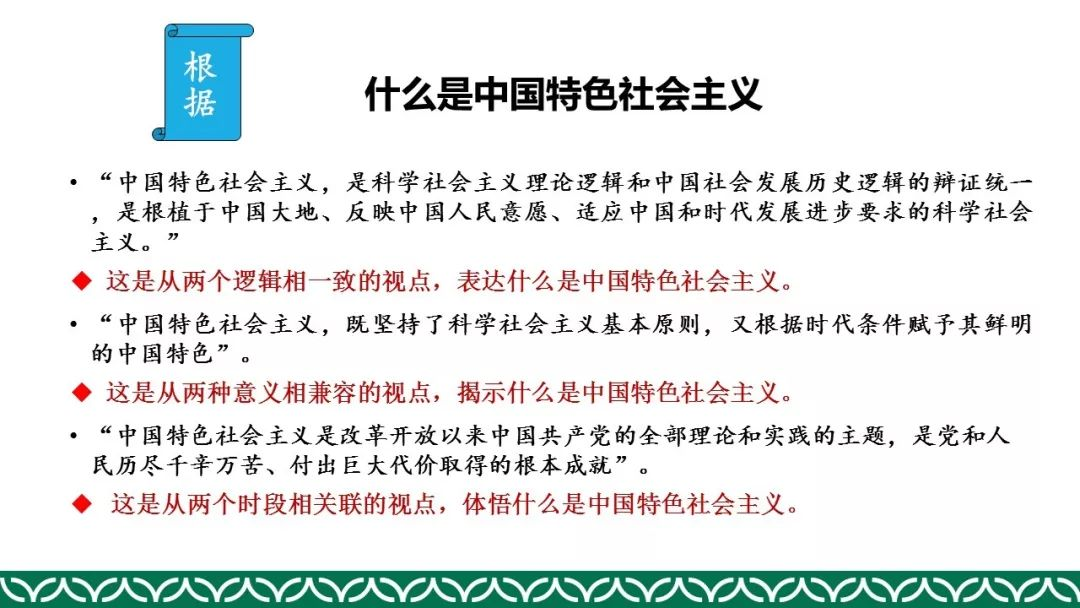 根
据
什么是中国特色社会主义
• “中国特色社会主义，是科学社会主义理论逻辑和中国社会发展历史逻辑的辩证统一
，是根植于中国大地、反映中国人民意愿、适应中国和时代发展进步要求的科学社会
主义。”
◆ 这是从两个逻辑相一致的视点，表达什么是中国特色社会主义。
• “中国特色社会主义，既坚持了科学社会主义基本原则，又根据时代条件赋予其鲜明
的中国特色”。
◆ 这是从两种意义相兼容的视点，揭示什么是中国特色社会主义。
• “中国特色社会主义是改革开放以来中国共产党的全部理论和实践的主题，是党和人
民历尽千辛万苦、付出巨大代价取得的根本成就”。
◆ 这是从两个时段相关联的视点，体悟什么是中国特色社会主义。